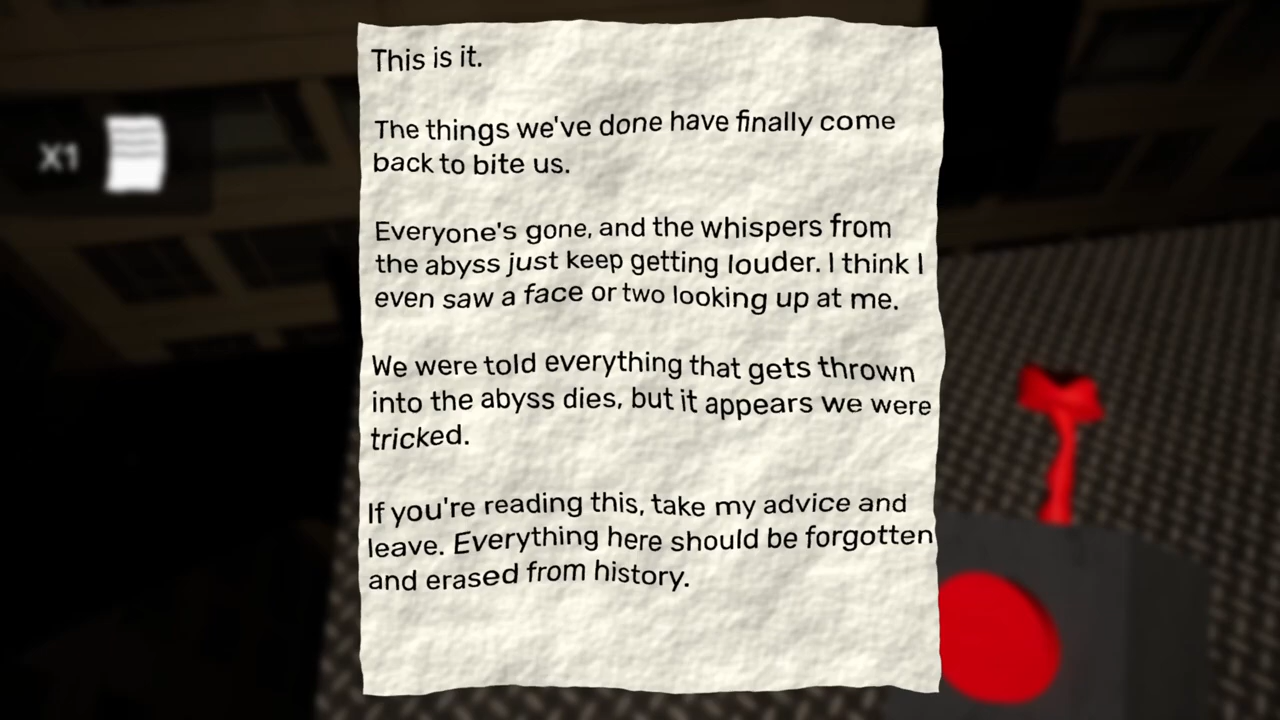 This is it.
The things we've done have finally come
back to bite us.
Everyone's gone, and the whispers from
the abyss just keep getting louder. I think I
even saw a face or two looking up at me.
We were told everything that gets thrown
into the abyss dies, but it appears we were
tricked.
If you're reading this, take my advice and
leave. Everything here should be forgotten
and erased from history.
X1